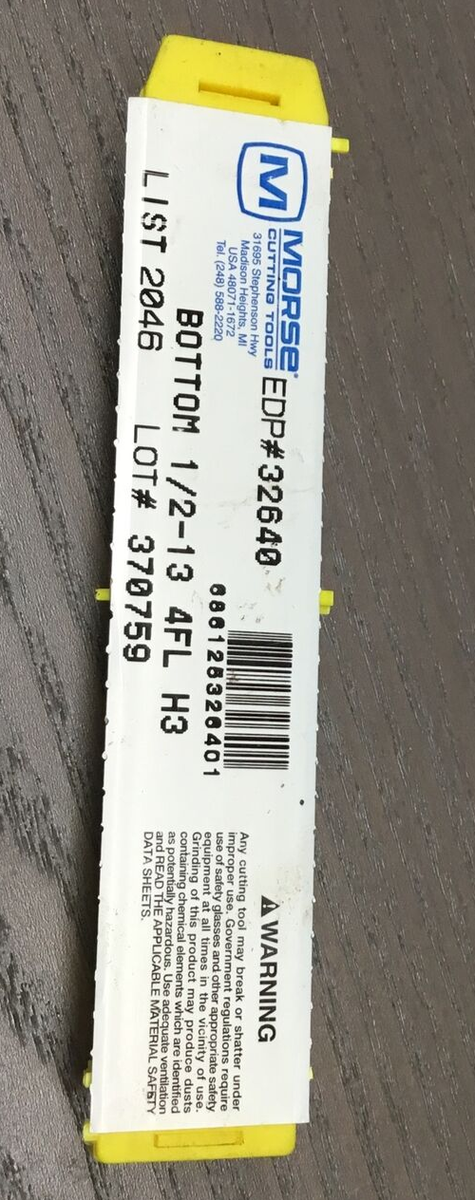 M
MORSE®
CUTTING TOOLS
31695 Stephenson Hwy
Madison Heights, MI
USA 48071-1672
Tel. (248) 588-2220
EDP#32640
BOTTOM 1/2-13 4FL H3
LIST 2046 LOT# 370759
686128326401
WARNING
Any cutting tool may break or shatter under
improper use. Government regulations require
use of safety glasses and other appropriate safety
equipment at all times in the vicinity of use.
Grinding of this product may produce dusts
containing chemical elements which are identified
as potentially hazardous. Use adequate ventilation
and READ THE APPLICABLE MATERIAL SAFETY
DATA SHEETS.